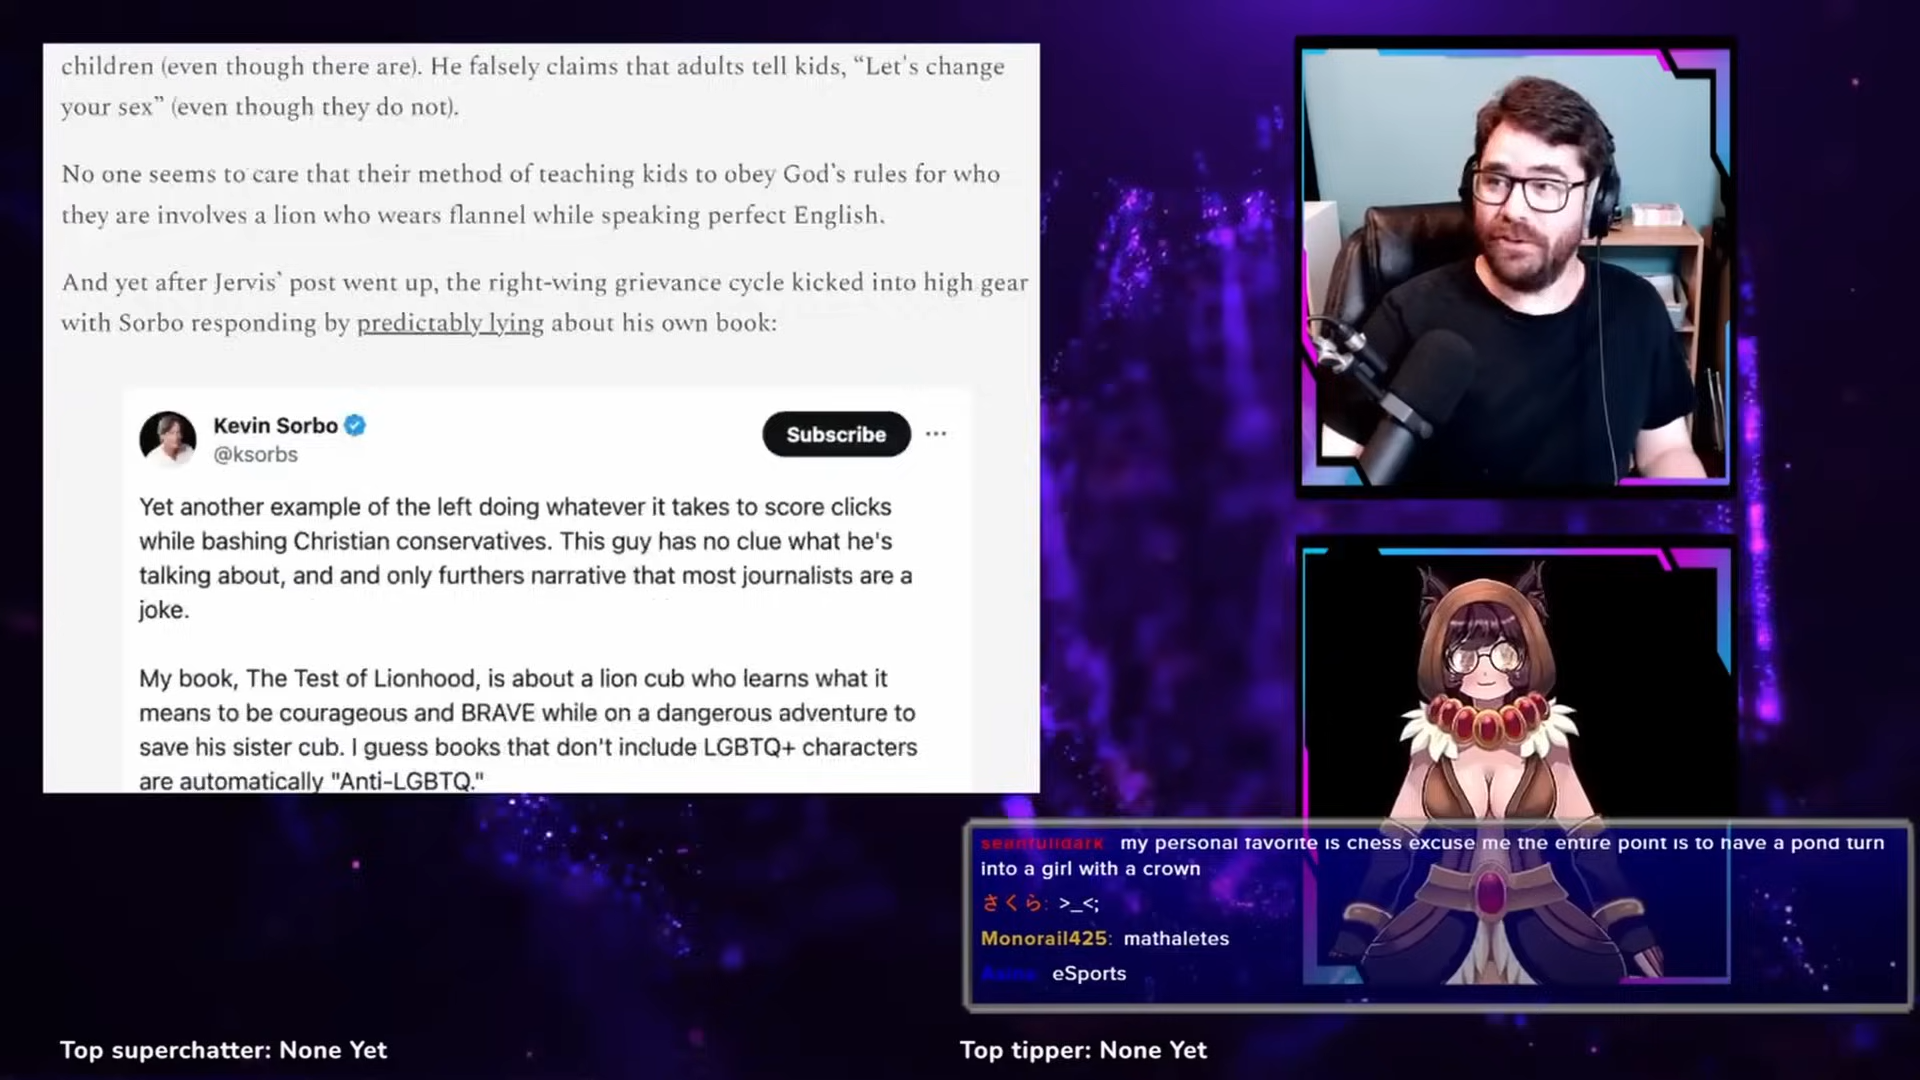 children (even though there are). He falsely claims that adults tell kids, “Let's change
your sex” (even though they do not).
No one seems to care that their method of teaching kids to obey God’s rules for who
they are involves a lion who wears flannel while speaking perfect English.
And yet after Jervis’ post went up, the right-wing grievance cycle kicked into high gear
with Sorbo responding by predictably lying about his own book:
Kevin Sorbo
@ksorbs
Subscribe
Yet another example of the left doing whatever it takes to score clicks
while bashing Christian conservatives. This guy has no clue what he's
talking about, and and only furthers narrative that most journalists are a
joke.
My book, The Test of Lionhood, is about a lion cub who learns what it
means to be courageous and BRAVE while on a dangerous adventure to
save his sister cub. I guess books that don't include LGBTQ+ characters
are automatically "Anti-LGBTQ."
my personal favorite is chess excuse me the entire point is to have a pond turn
into a girl with a crown
さくら: >_<;
Monorail425: mathaletes
eSports
Top superchatter: None Yet
Top tipper: None Yet